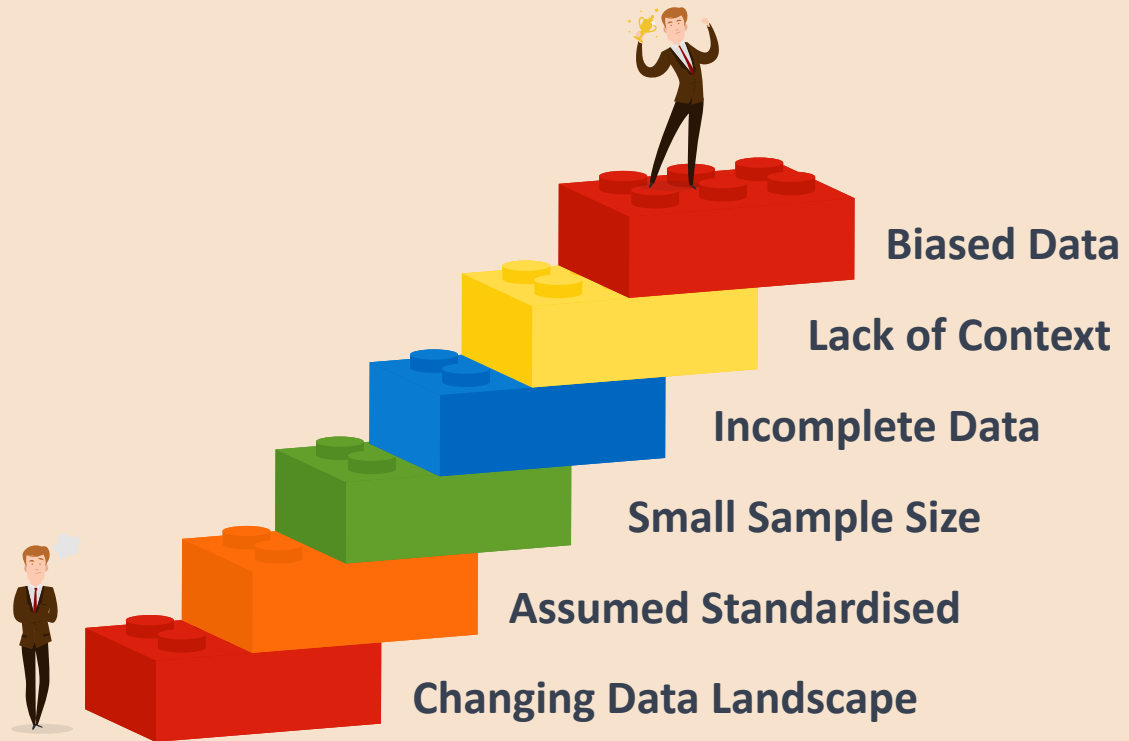 Biased Data
Lack of Context
Incomplete Data
Small Sample Size
Assumed Standardised
Changing Data Landscape